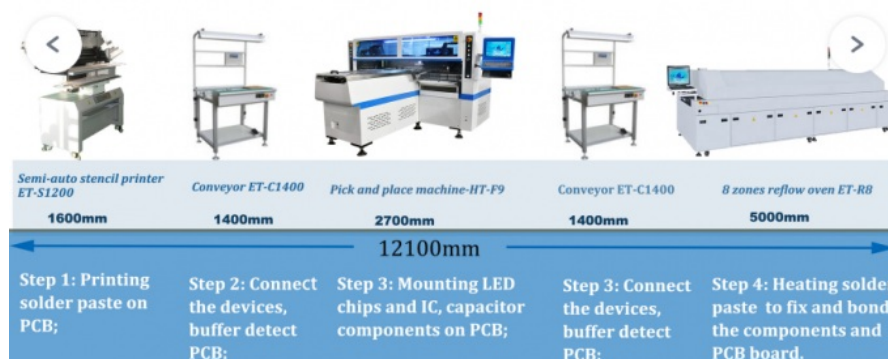 Semi-auto stencil printer
ET-S1200
1600mm
Conveyor ET-C1400
1400mm
Pick and place machine-HT-F9
2700mm
Conveyor ET-C1400
1400mm
8 zones reflow oven ET-R8
5000mm
12100mm
Step 1: Printing
solder paste on
PCB;
Step 2: Connect
the devices,
buffer detect
PCB;
Step 3: Mounting LED
chips and IC, capacitor
components on PCB;
Step 3: Connect
the devices,
buffer detect
PCB;
Step 4: Heating solde
paste to fix and bond
the components and
PCB board.